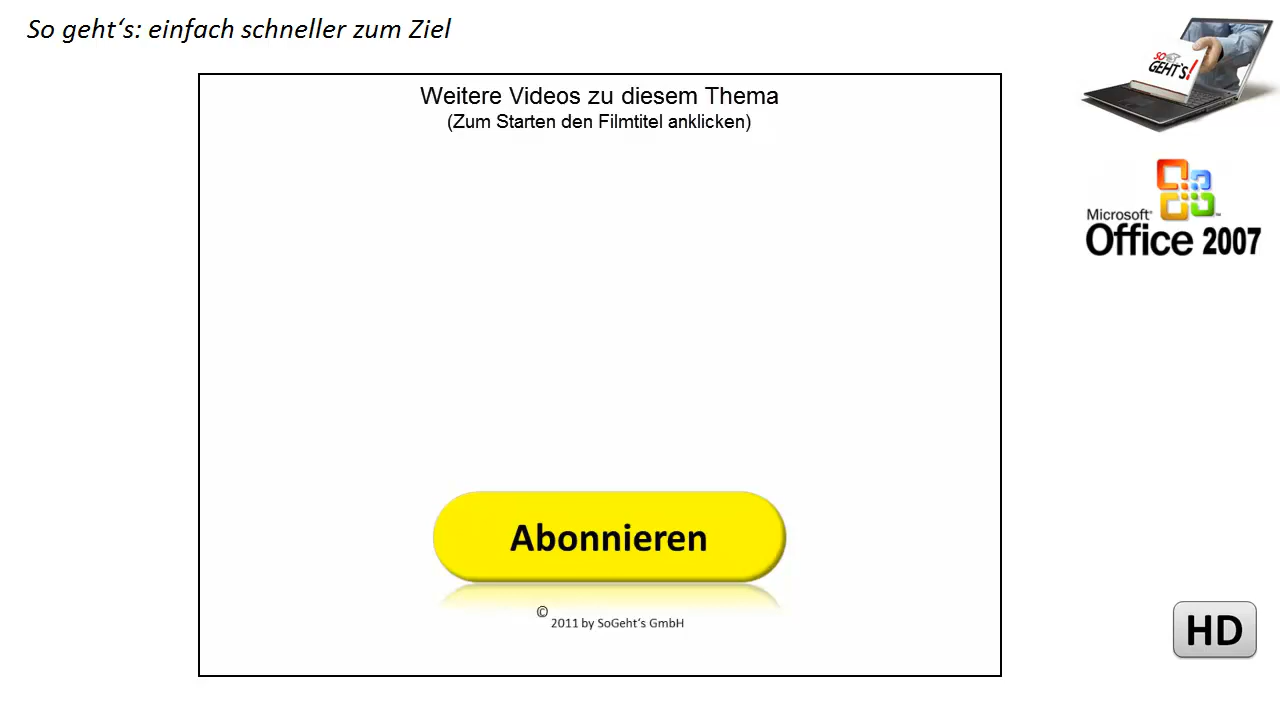 So geht‘s: einfach schneller zum Ziel
SO
GEHT`S!
Weitere Videos zu diesem Thema
(Zum Starten den Filmtitel anklicken)
Microsoft®
Office 2007
Abonnieren
©
2011 by SoGeht‘s GmbH
HD